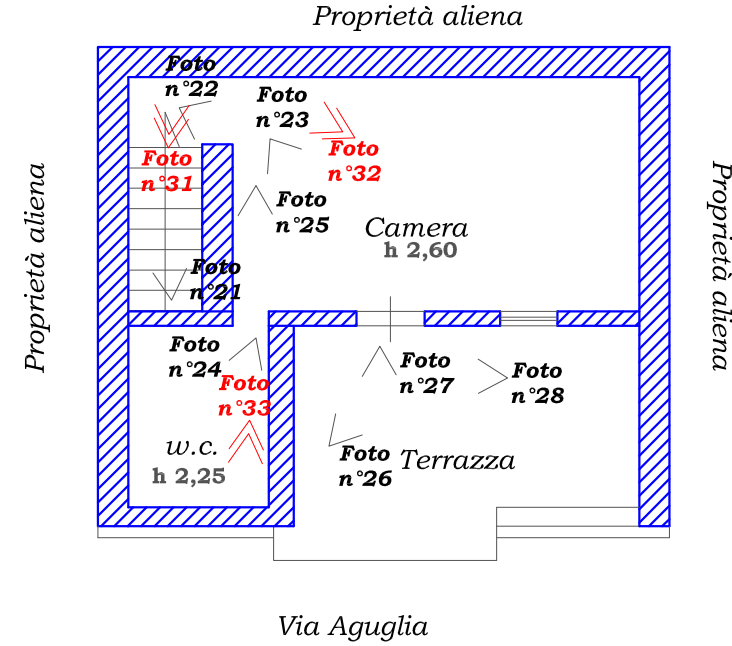 Proprietà aliena
Foto
n°22
Foto
n°23
Foto
n°31
Foto
n°32
Proprietà aliena
Proprietà aliena
Foto
n°25
Camera
h 2,60
Foto
n°21
Foto
n°24
Foto
n°33
Foto
n°27
Foto
n°28
w.c.
h 2,25
Foto
n°26
Terrazza
Via Aguglia